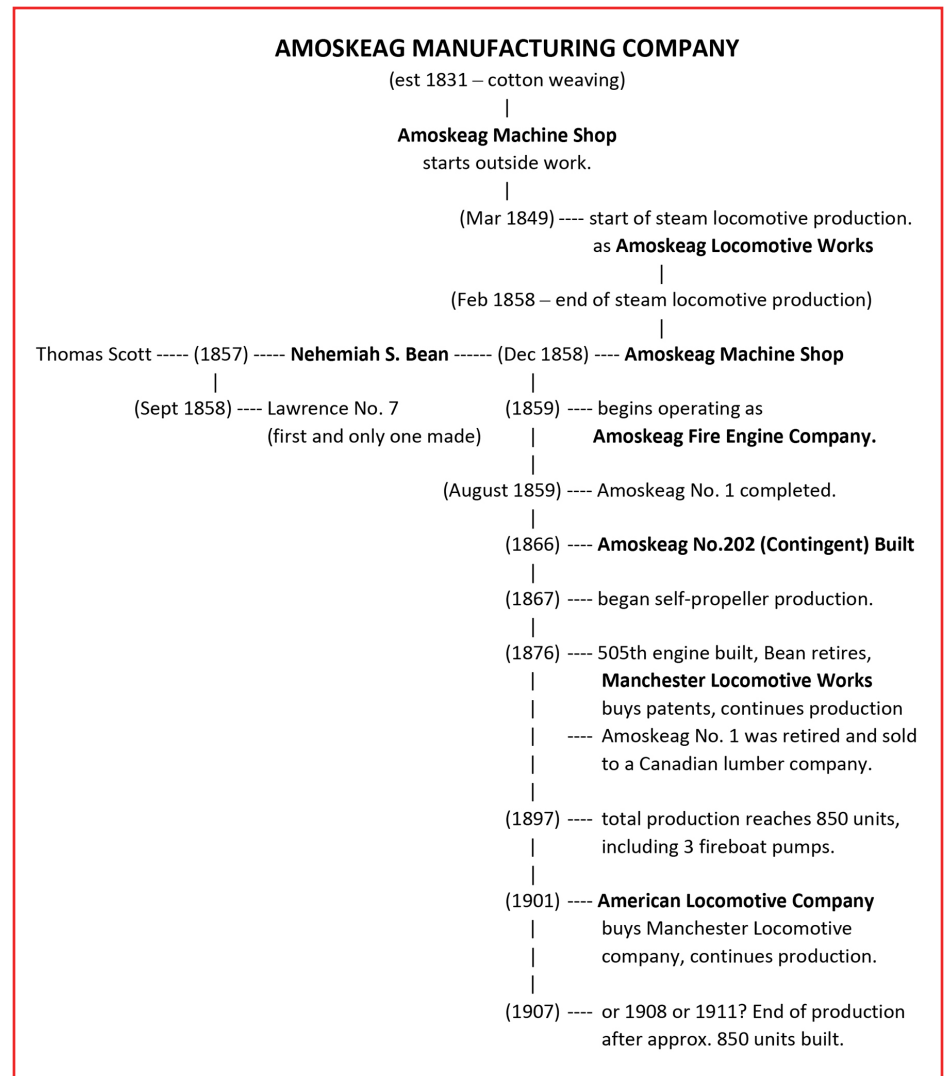 AMOSKEAG MANUFACTURING COMPANY
(est 1831 – cotton weaving)
|
Amoskeag Machine Shop
starts outside work.
|
(Mar 1849) ---- start of steam locomotive production.
as Amoskeag Locomotive Works
|
(Feb 1858 – end of steam locomotive production)
|
Thomas Scott ----- (1857) ----- Nehemiah S. Bean ------ (Dec 1858) ---- Amoskeag Machine Shop
| |
(Sept 1858) ---- Lawrence No. 7 (1859) ---- begins operating as
(first and only one made) | Amoskeag Fire Engine Company.
|
(August 1859) ---- Amoskeag No. 1 completed.
|
(1866) ---- Amoskeag No.202 (Contingent) Built
|
(1867) ---- began self-propeller production.
|
(1876) ---- 505th engine built, Bean retires,
| Manchester Locomotive Works
| buys patents, continues production
| ---- Amoskeag No. 1 was retired and sold
| to a Canadian lumber company.
|
(1897) ---- total production reaches 850 units,
| including 3 fireboat pumps.
|
(1901) ---- American Locomotive Company
| buys Manchester Locomotive
| company, continues production.
|
(1907) ---- or 1908 or 1911? End of production
after approx. 850 units built.